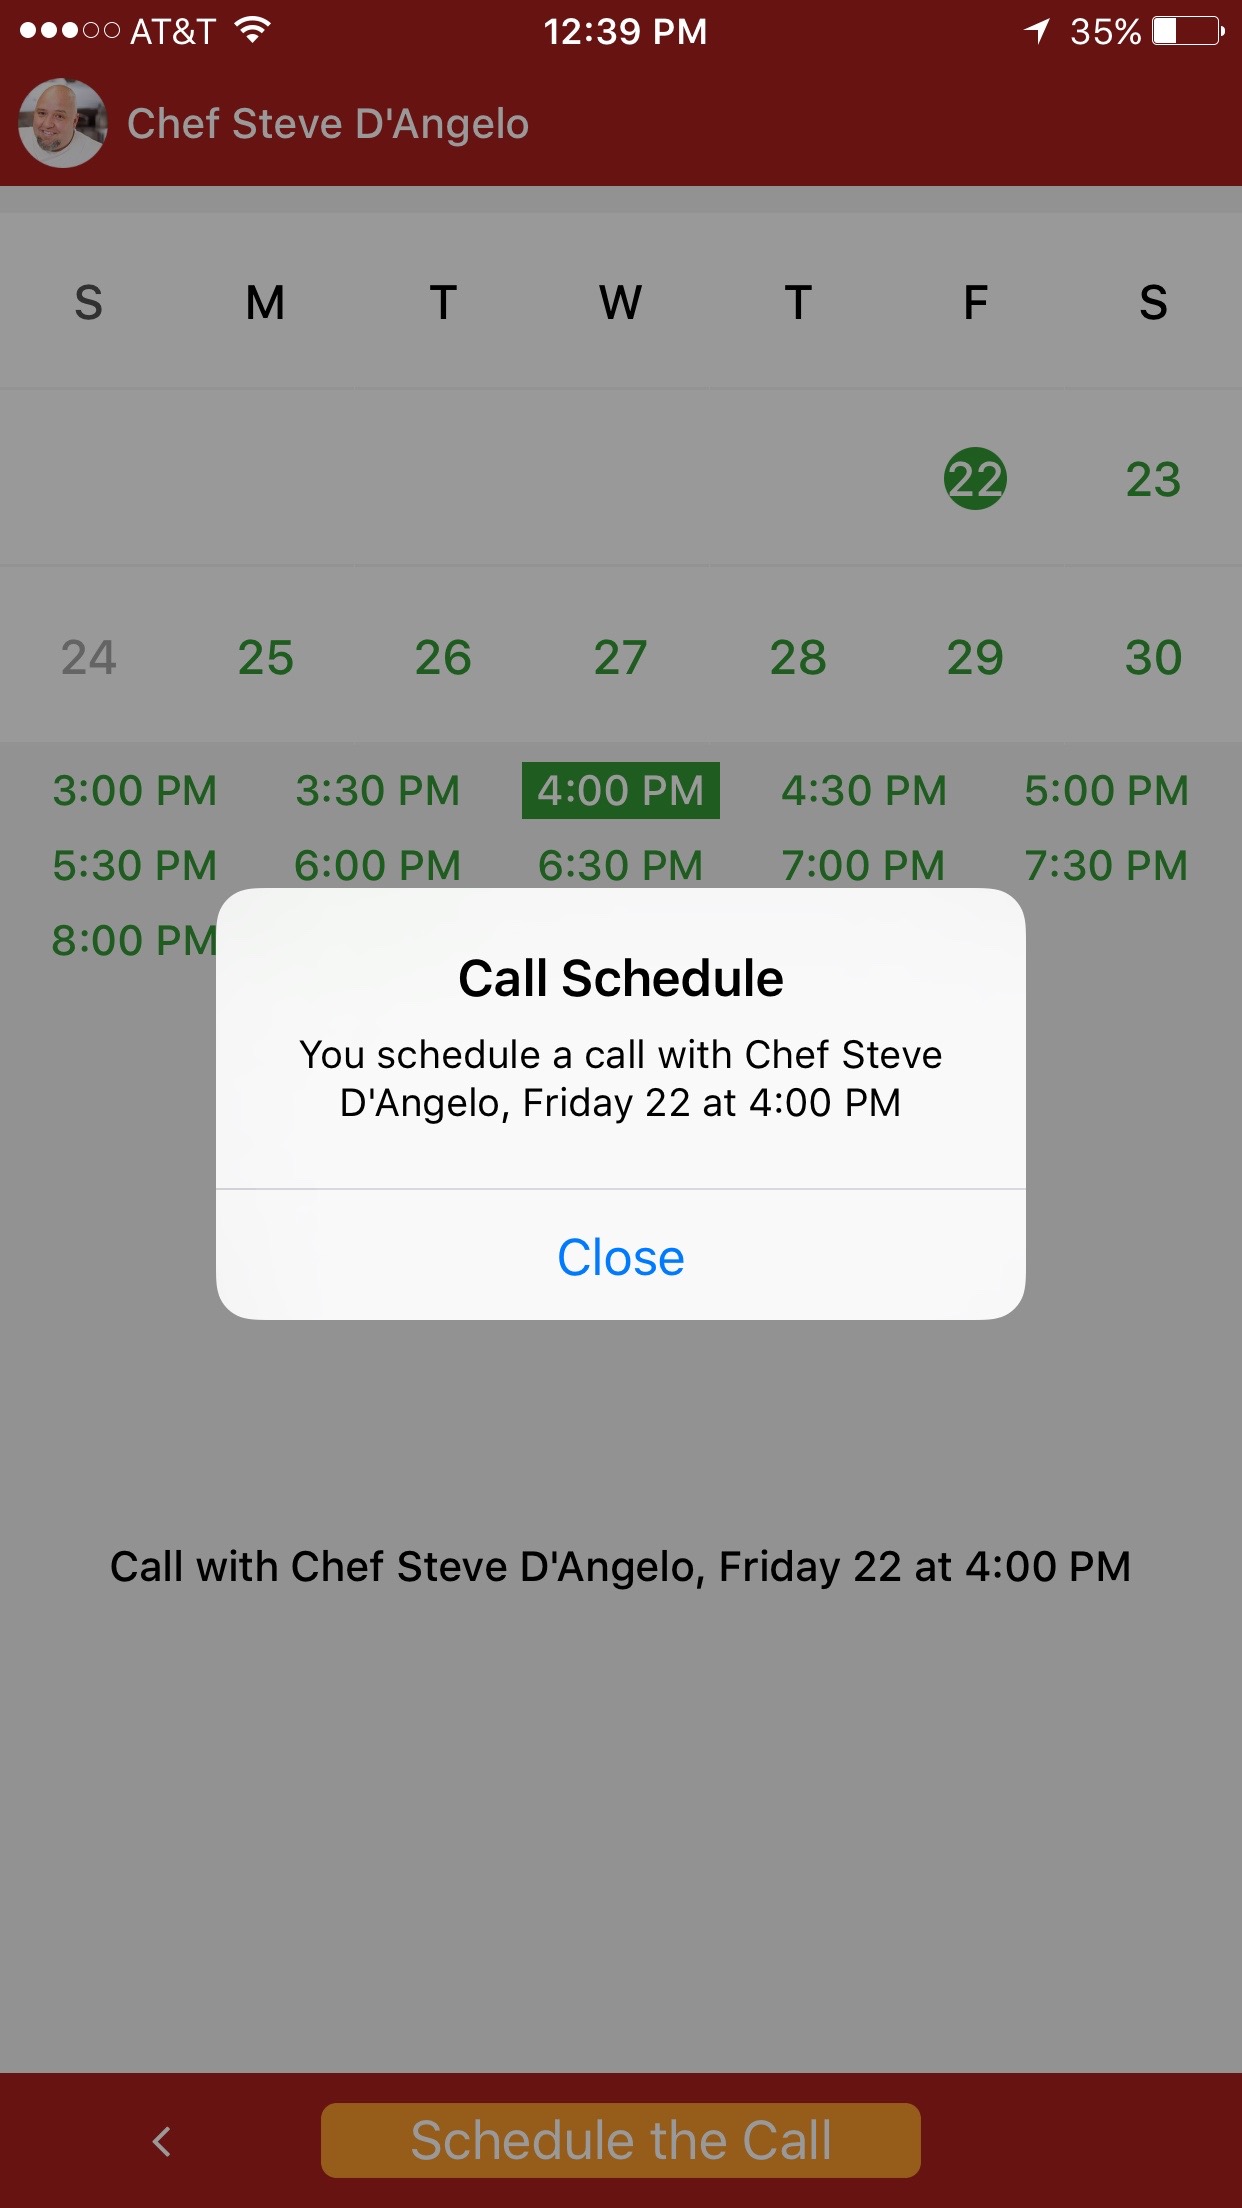 AT&T 12:39 PM 35%
Chef Steve D'Angelo
S M T W T F S
22 23
24 25 26 27 28 29 30
3:00 PM 3:30 PM 4:00 PM 4:30 PM 5:00 PM
5:30 PM 6:00 PM 6:30 PM 7:00 PM 7:30 PM
8:00 PM
Call Schedule
You schedule a call with Chef Steve
D'Angelo, Friday 22 at 4:00 PM
Close
Call with Chef Steve D'Angelo, Friday 22 at 4:00 PM
< Schedule the Call